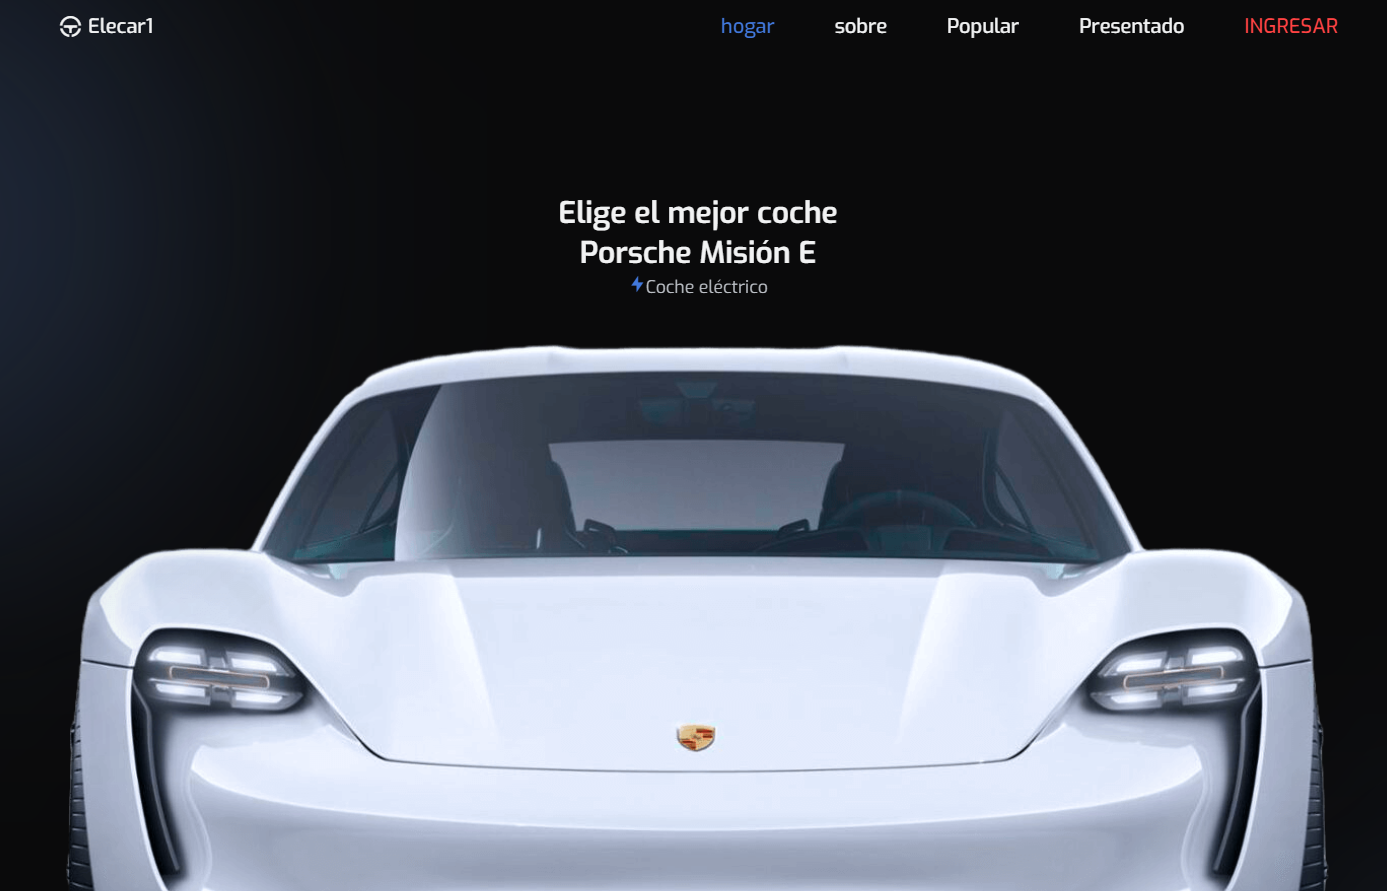 Elecar1
hogar
sobre
Popular
Presentado
INGRESAR
Elige el mejor coche
Porsche Misión E
Coche eléctrico